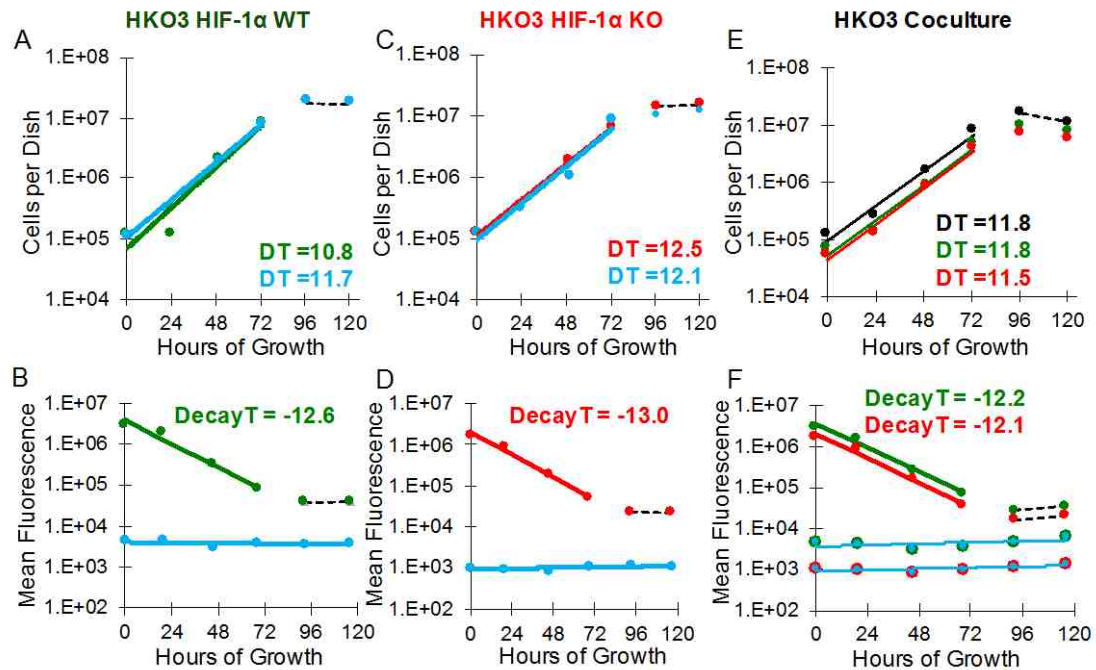 HKO3 HIF-1α WT
HKO3 HIF-1α KO
HKO3 Coculture
A
Cells per Dish
1.E+08
1.E+07
1.E+06
1.E+05
1.E+04
DT =10.8
DT =11.7
0 24 48 72 96 120
Hours of Growth
C
Cells per Dish
1.E+08
1.E+07
1.E+06
1.E+05
1.E+04
DT =12.5
DT =12.1
0 24 48 72 96 120
Hours of Growth
E
Cells per Dish
1.E+08
1.E+07
1.E+06
1.E+05
1.E+04
DT =11.8
DT =11.8
DT =11.5
0 24 48 72 96 120
Hours of Growth
B
Mean Fluorescence
1.E+07
1.E+06
1.E+05
1.E+04
1.E+03
1.E+02
DecayT = -12.6
0 24 48 72 96 120
Hours of Growth
D
Mean Fluorescence
1.E+07
1.E+06
1.E+05
1.E+04
1.E+03
1.E+02
DecayT = -13.0
0 24 48 72 96 120
Hours of Growth
F
Mean Fluorescence
1.E+07
1.E+06
1.E+05
1.E+04
1.E+03
1.E+02
DecayT = -12.2
DecayT = -12.1
0 24 48 72 96 120
Hours of Growth